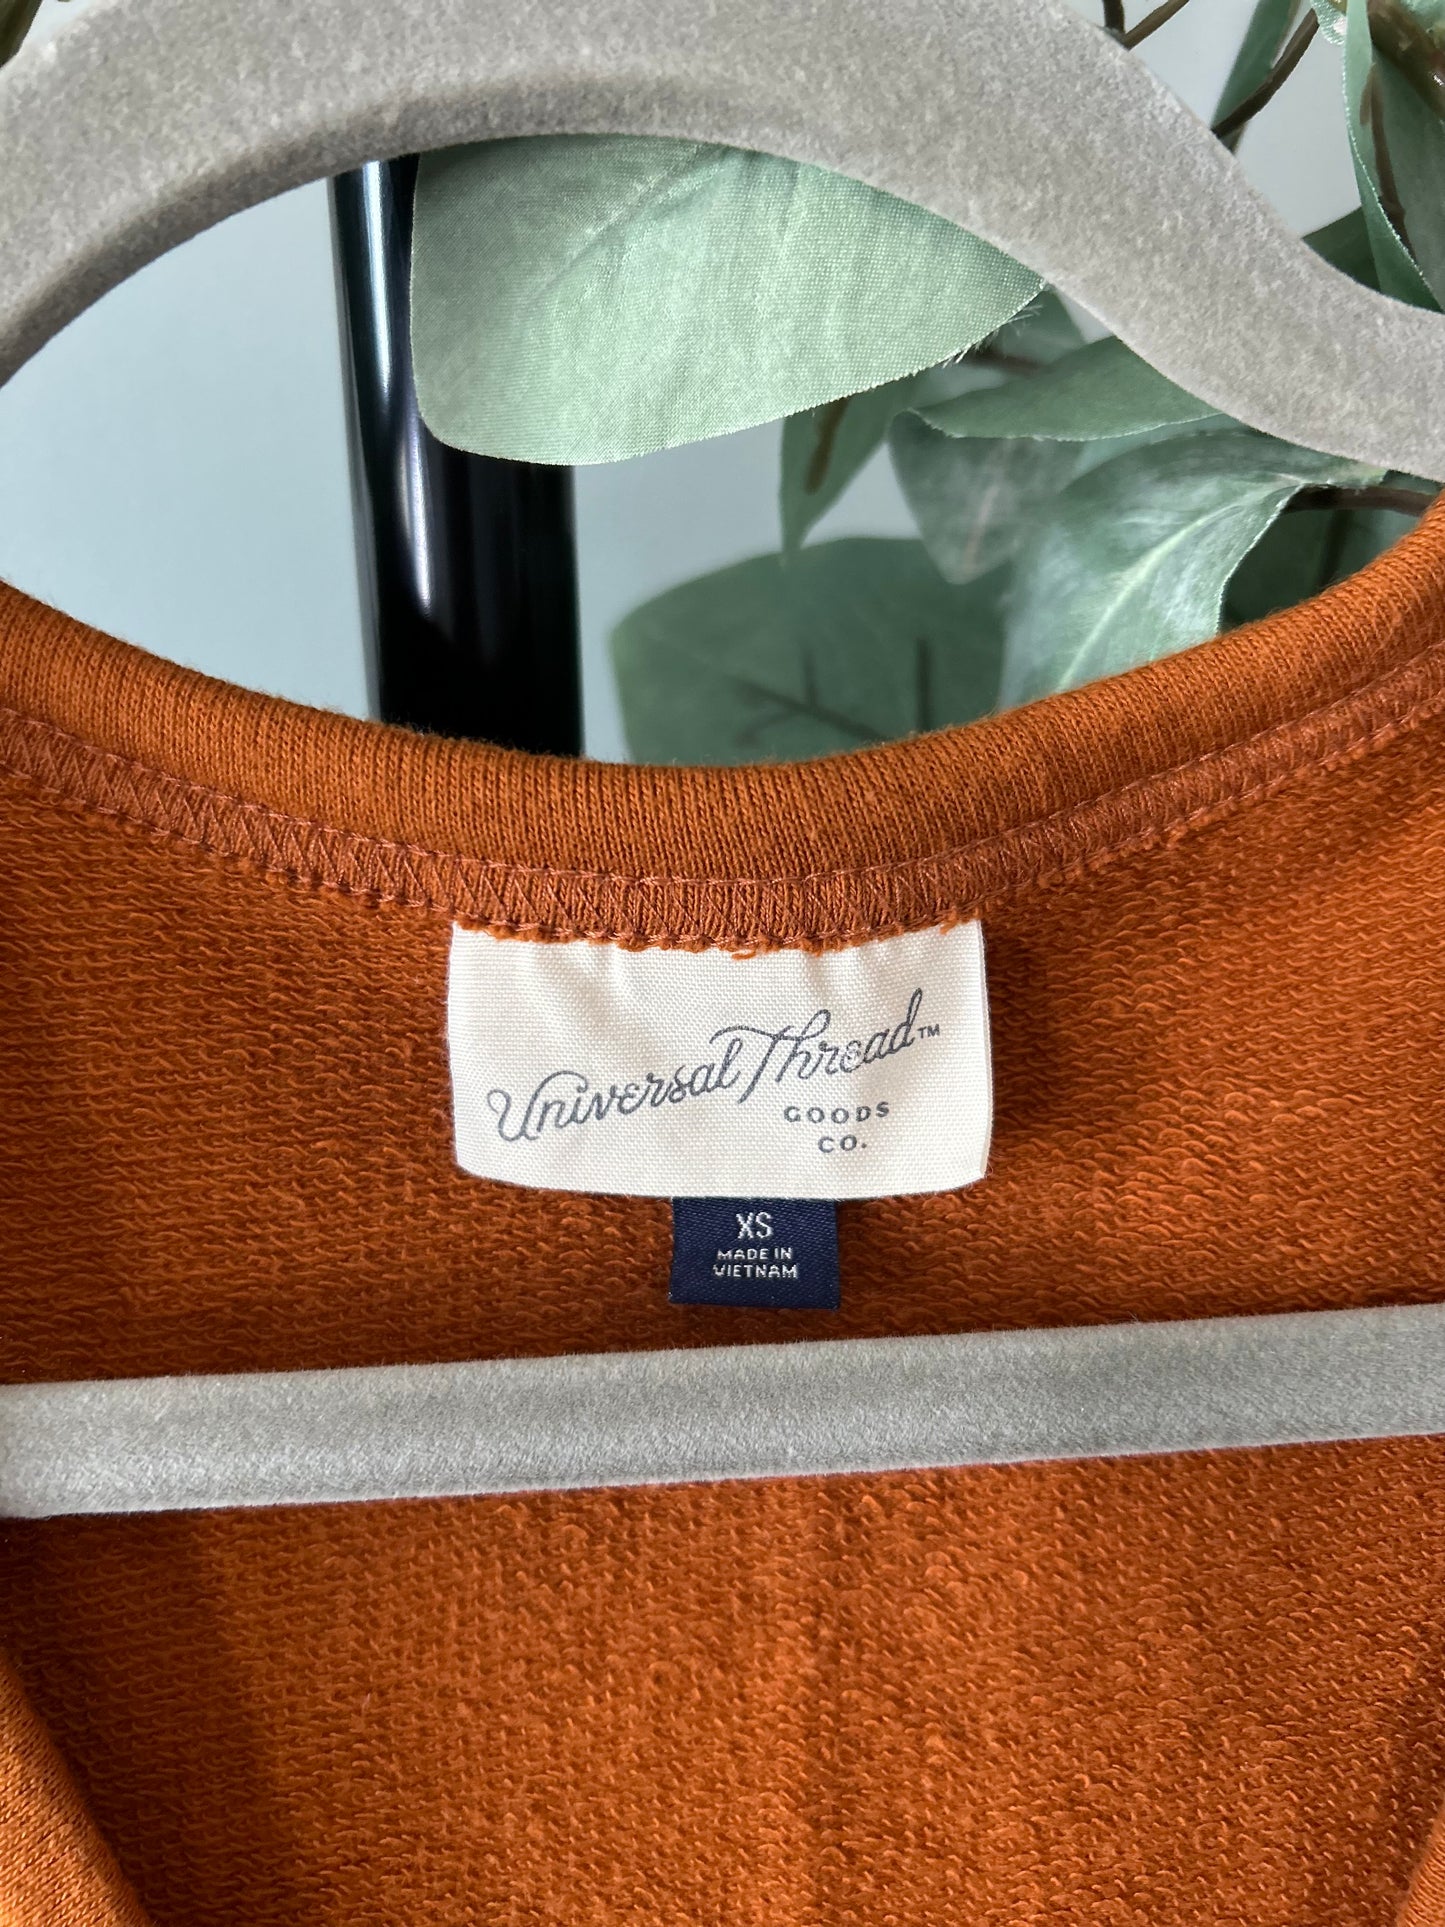 Universal Thread™
GOODS
CO.
XS
MADE IN
VIETNAM